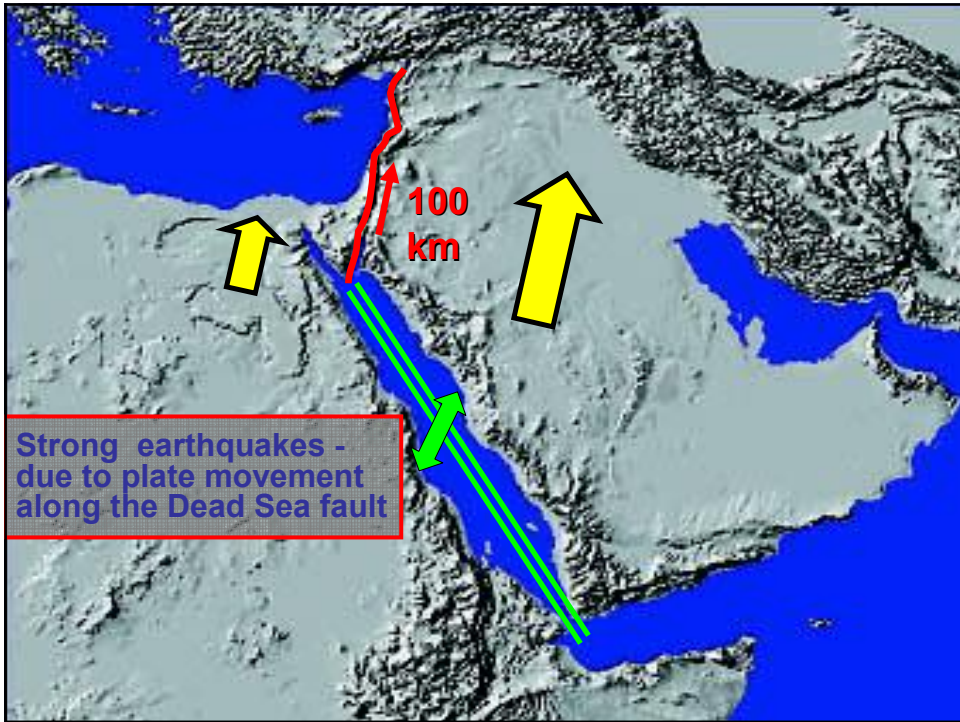 100
km
Strong earthquakes -
due to plate movement
along the Dead Sea fault